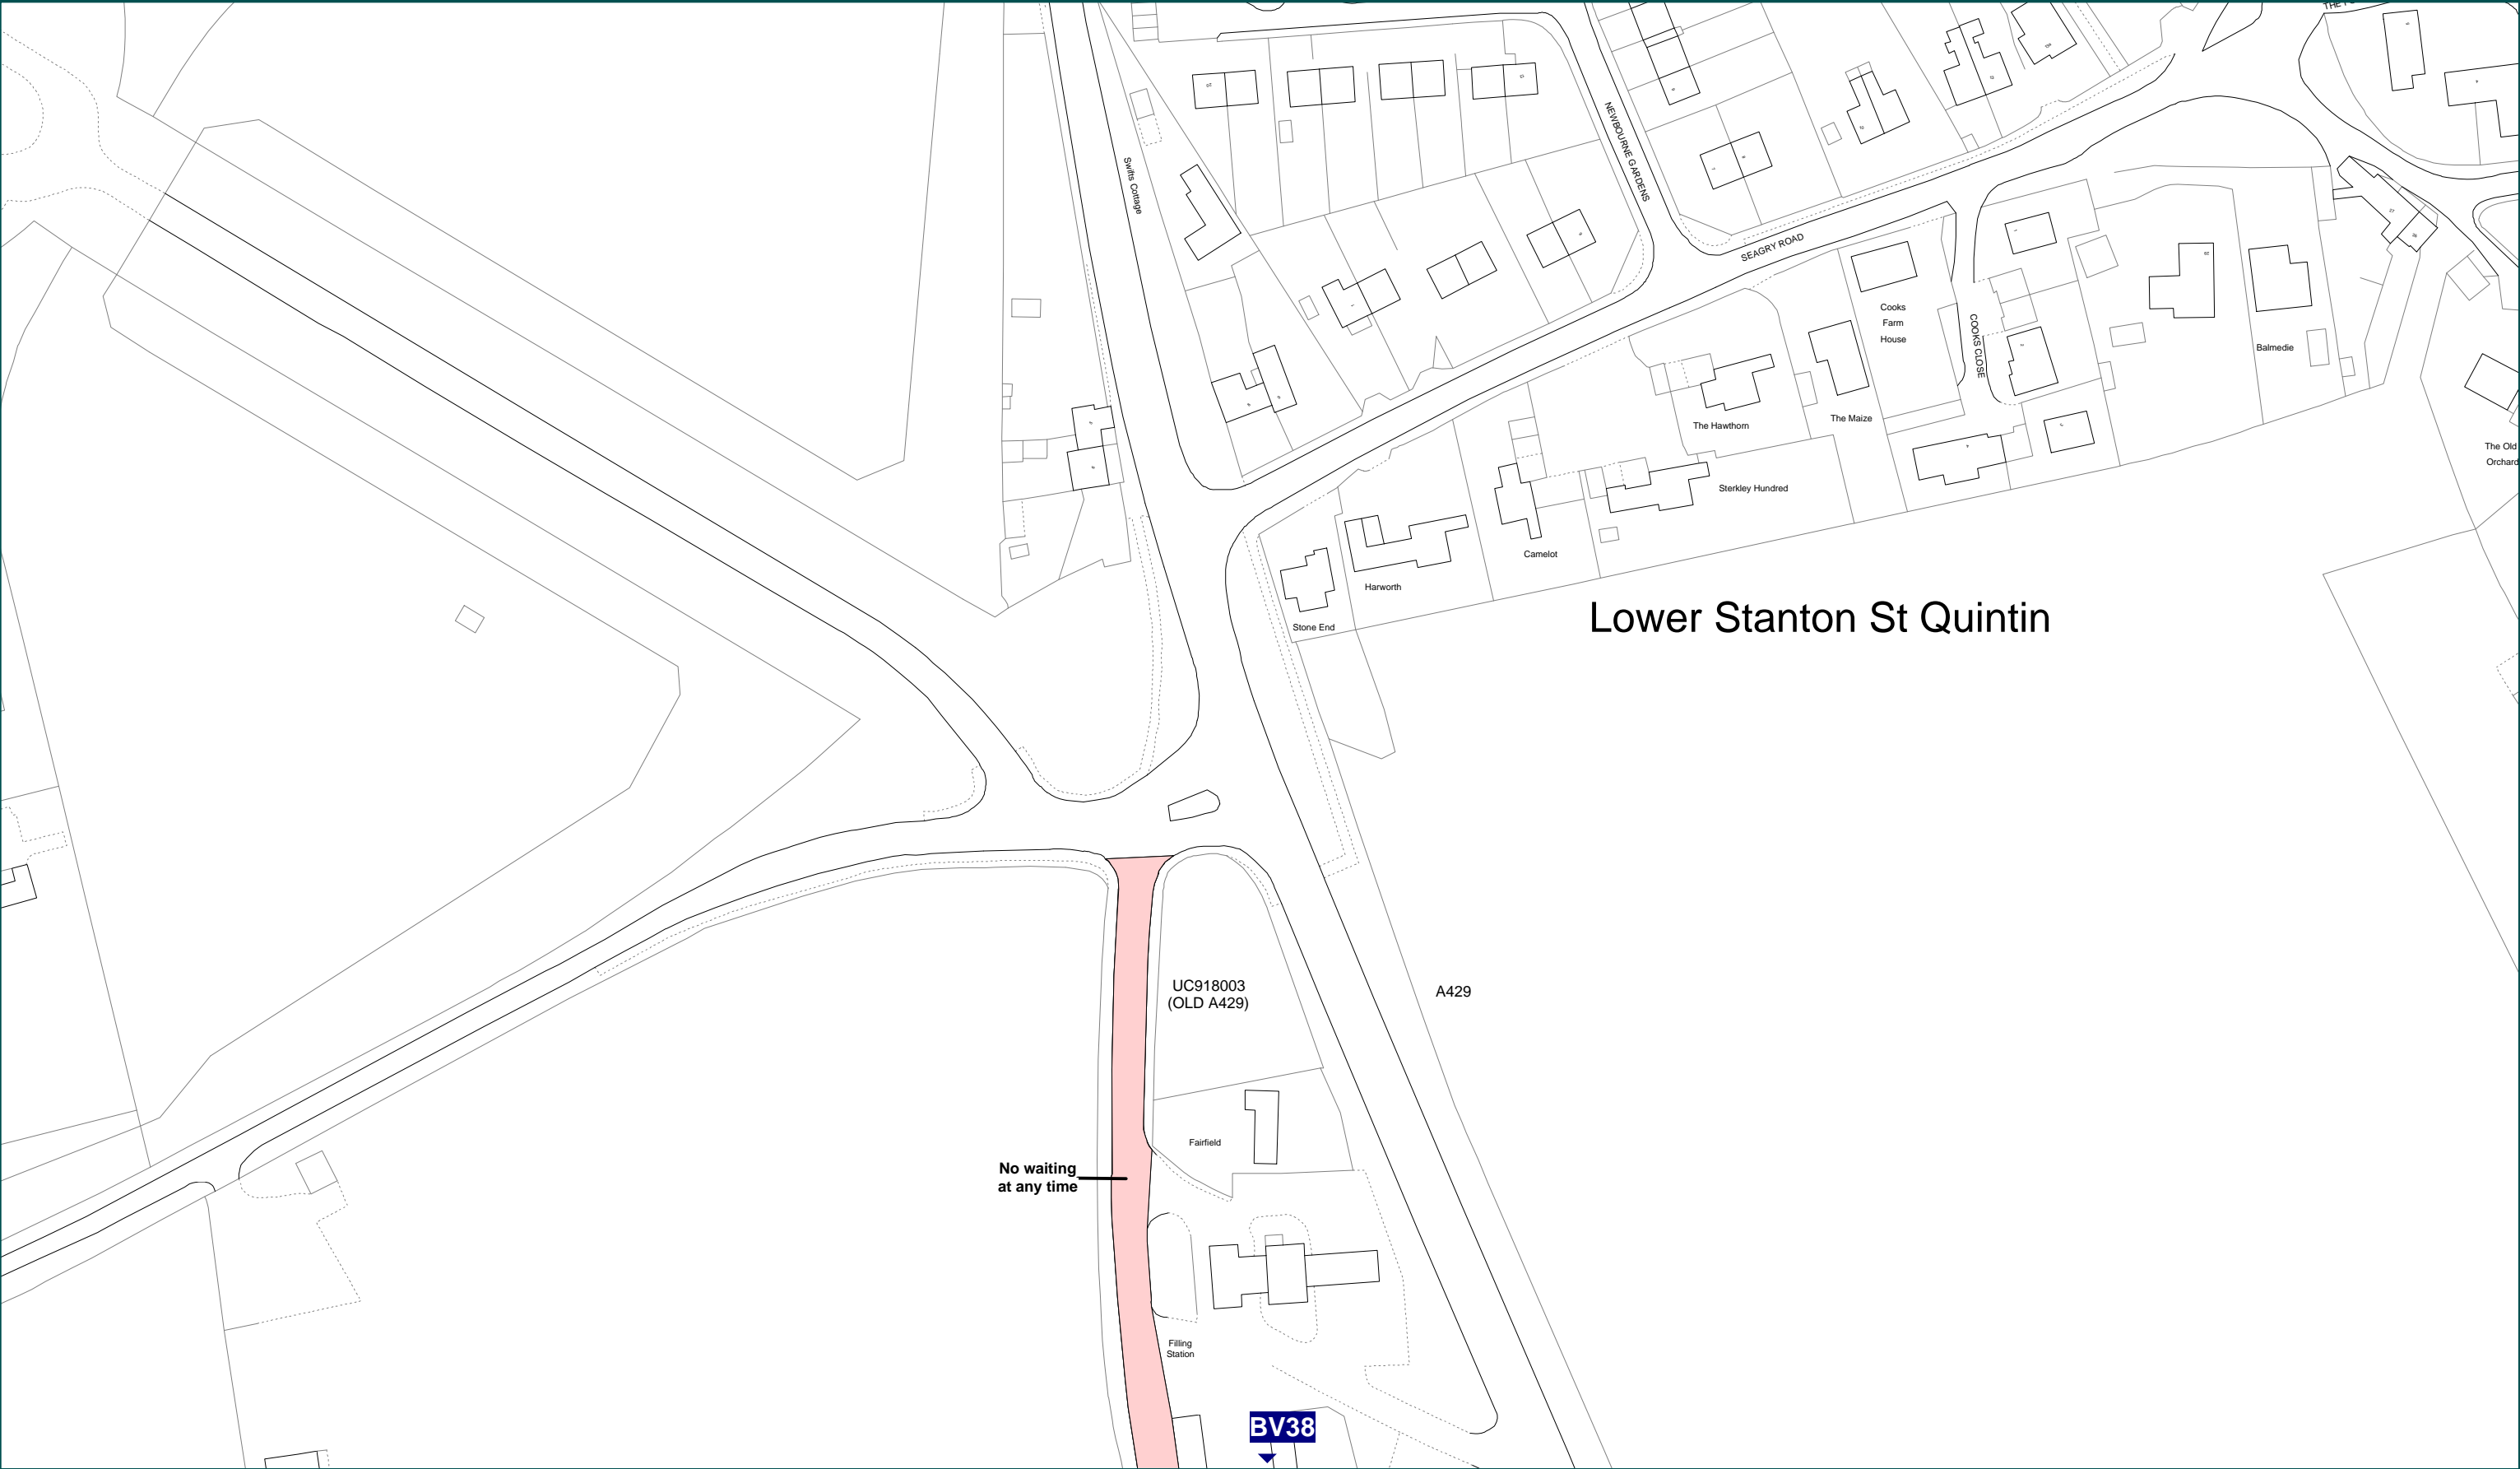 Swifts Cottage
NEWBOURNE GARDENS
SEAGRY ROAD
Cooks
Farm
House
COOKS CLOSE
Balmedie
The Hawthorn
The Maize
The Old
Orchard
Sterkley Hundred
Camelot
Harworth
Stone End
Lower Stanton St Quintin
UC918003
(OLD A429)
A429
Fairfield
No waiting
at any time
Filling
Station
BV38